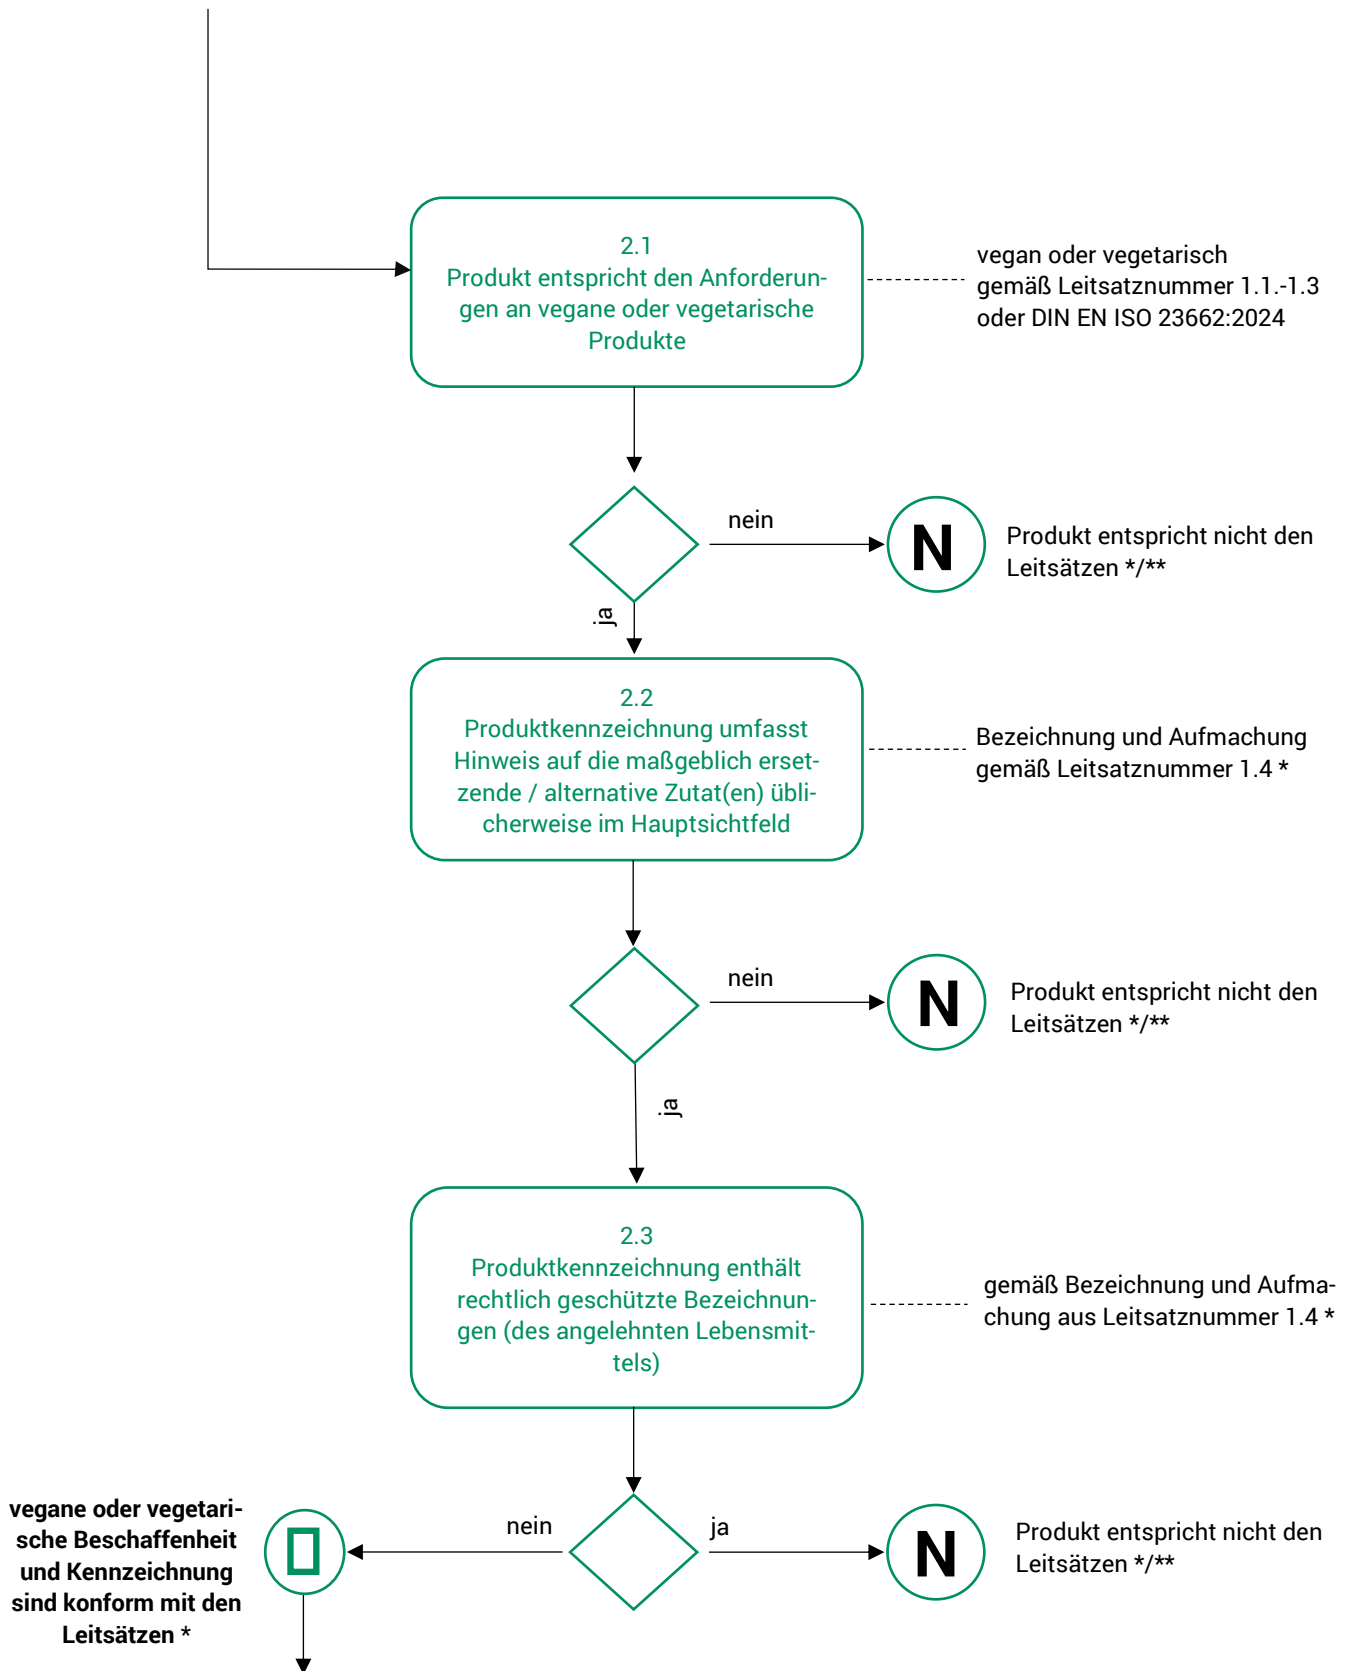 2.1
Produkt entspricht den Anforderun-
gen an vegane oder vegetarische
Produkte
vegan oder vegetarisch
gemäß Leitsatznummer 1.1.-1.3
oder DIN EN ISO 23662:2024
nein
N
Produkt entspricht nicht den
Leitsätzen */**
ja
2.2
Produktkennzeichnung umfasst
Hinweis auf die maßgeblich erset-
zende / alternative Zutat(en) übli-
cherweise im Hauptsichtfeld
Bezeichnung und Aufmachung
gemäß Leitsatznummer 1.4 *
nein
N
Produkt entspricht nicht den
Leitsätzen */**
ja
2.3
Produktkennzeichnung enthält
rechtlich geschützte Bezeichnun-
gen (des angelehnten Lebensmit-
tels)
gemäß Bezeichnung und Aufma-
chung aus Leitsatznummer 1.4 *
vegane oder vegetari-
sche Beschaffenheit
und Kennzeichnung
sind konform mit den
Leitsätzen *
nein
ja
N
Produkt entspricht nicht den
Leitsätzen */**